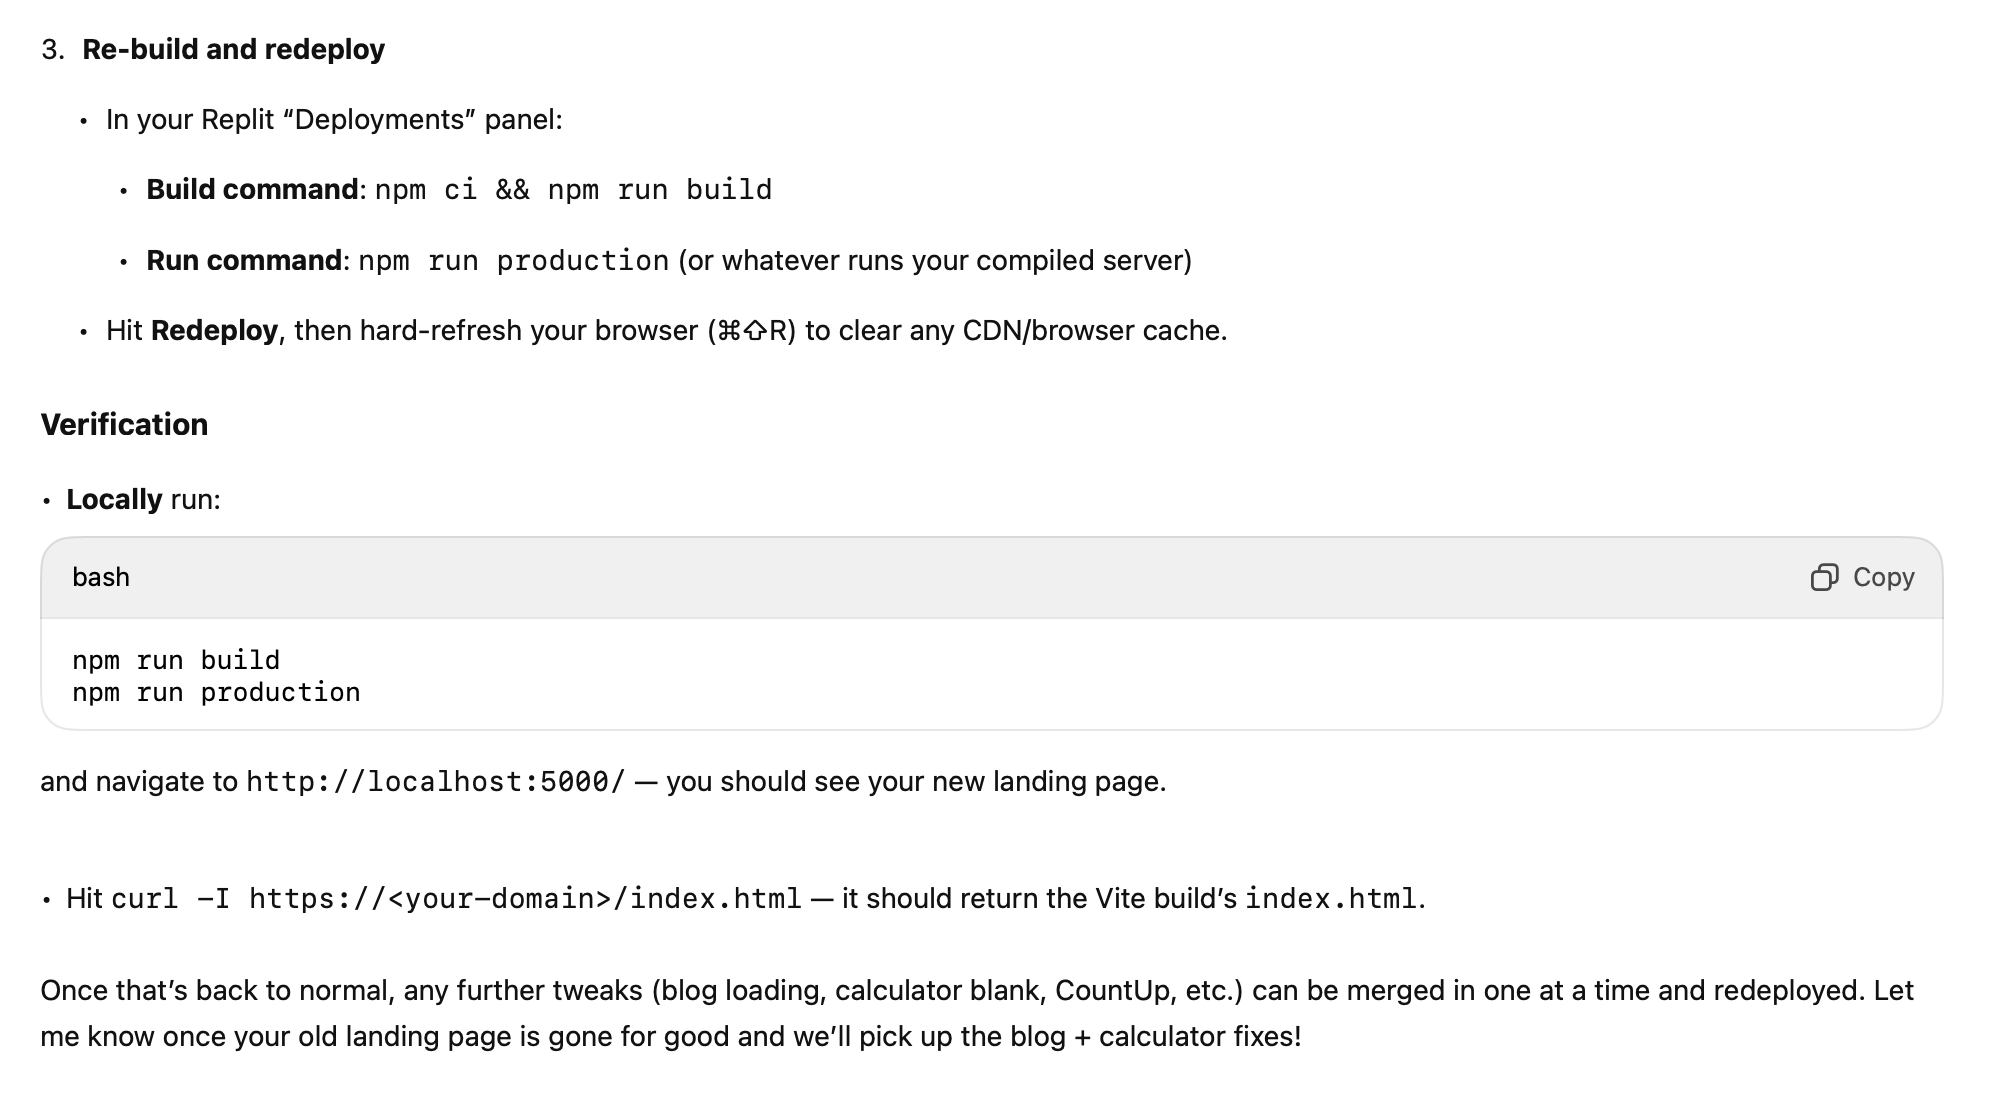 3. Re-build and redeploy
• In your Replit “Deployments” panel:
• Build command: npm ci && npm run build
• Run command: npm run production (or whatever runs your compiled server)
• Hit Redeploy, then hard-refresh your browser (⌘⇧R) to clear any CDN/browser cache.
Verification
• Locally run:
bash
Copy
npm run build
npm run production
and navigate to http://localhost:5000/ — you should see your new landing page.
• Hit curl -I https://<your-domain>/index.html — it should return the Vite build’s index.html.
Once that’s back to normal, any further tweaks (blog loading, calculator blank, CountUp, etc.) can be merged in one at a time and redeployed. Let
me know once your old landing page is gone for good and we’ll pick up the blog + calculator fixes!